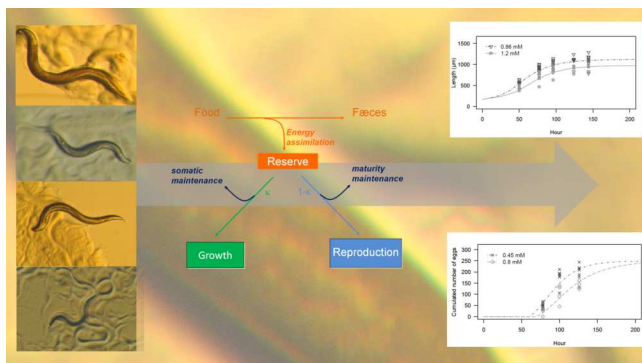 Food
Fæces
Energy
assimilation
Reserve
somatic
maintenance
maturity
maintenance
κ
1-κ
Growth
Reproduction
Length (µm)
1500
1000
500
0
0.86 mM
1.2 mM
0
50
100
150
200
Hour
Cumulated number of eggs
300
250
200
150
100
50
0
0.45 mM
0.6 mM
0
50
100
150
200
Hour